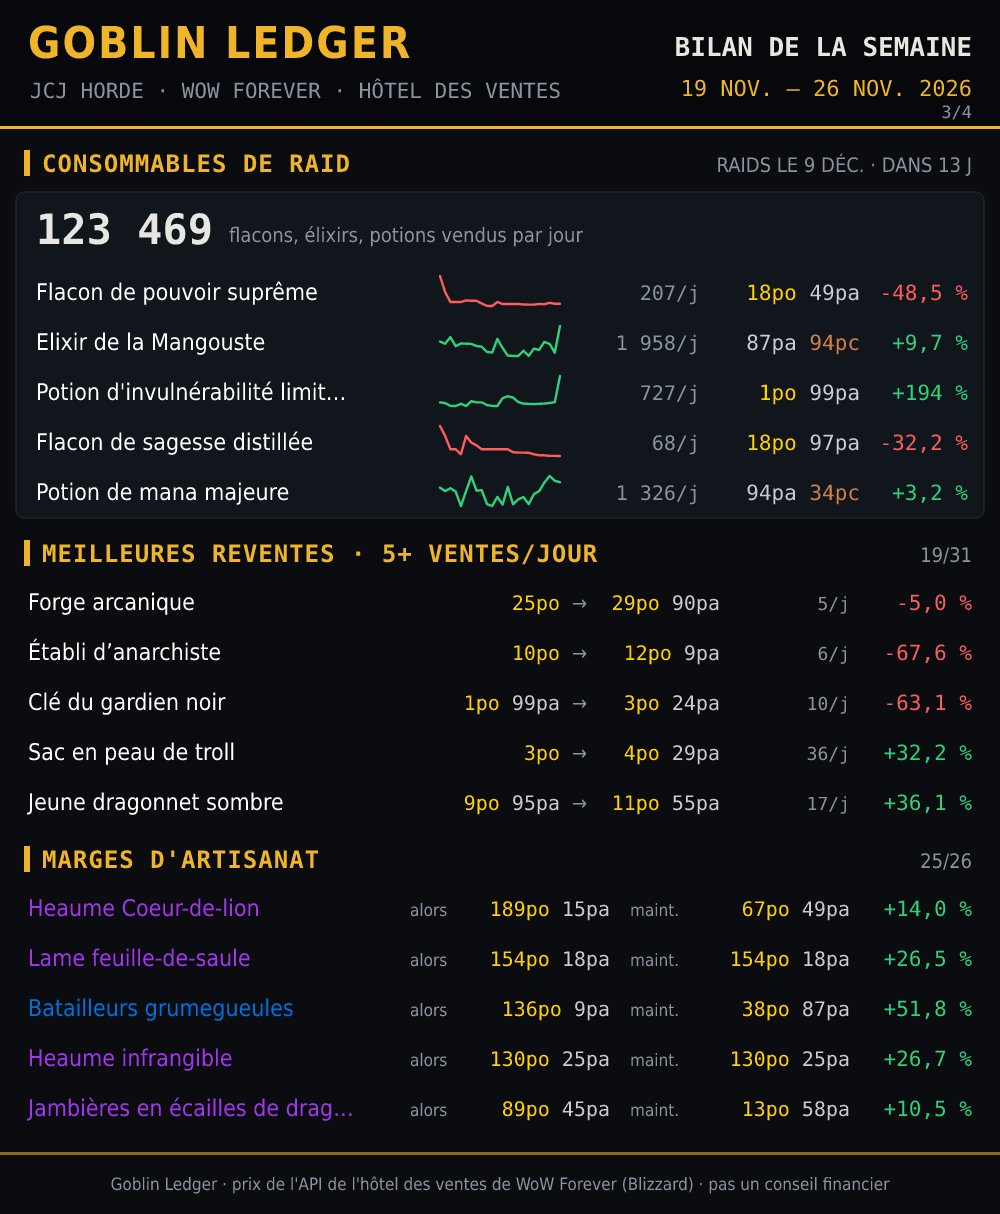 GOBLIN LEDGER
BILAN DE LA SEMAINE
JCJ HORDE · WOW FOREVER · HÔTEL DES VENTES
19 NOV. – 26 NOV. 2026
3/4
CONSOMMABLES DE RAID
RAIDS LE 9 DÉC. · DANS 13 J
123 469 flacons, élixirs, potions vendus par jour
Flacon de pouvoir suprême 207/j 18po 49pa -48,5 %
Elixir de la Mangouste 1 958/j 87pa 94pc +9,7 %
Potion d'invulnérabilité limit… 727/j 1po 99pa +194 %
Flacon de sagesse distillée 68/j 18po 97pa -32,2 %
Potion de mana majeure 1 326/j 94pa 34pc +3,2 %
MEILLEURES REVENTES · 5+ VENTES/JOUR 19/31
Forge arcanique 25po → 29po 90pa 5/j -5,0 %
Établi d’anarchiste 10po → 12po 9pa 6/j -67,6 %
Clé du gardien noir 1po 99pa → 3po 24pa 10/j -63,1 %
Sac en peau de troll 3po → 4po 29pa 36/j +32,2 %
Jeune dragonnet sombre 9po 95pa → 11po 55pa 17/j +36,1 %
MARGES D'ARTISANAT 25/26
Heaume Coeur-de-lion alors 189po 15pa maint. 67po 49pa +14,0 %
Lame feuille-de-saule alors 154po 18pa maint. 154po 18pa +26,5 %
Batailleurs grumegueules alors 136po 9pa maint. 38po 87pa +51,8 %
Heaume infrangible alors 130po 25pa maint. 130po 25pa +26,7 %
Jambières en écailles de drag… alors 89po 45pa maint. 13po 58pa +10,5 %
Goblin Ledger · prix de l'API de l'hôtel des ventes de WoW Forever (Blizzard) · pas un conseil financier